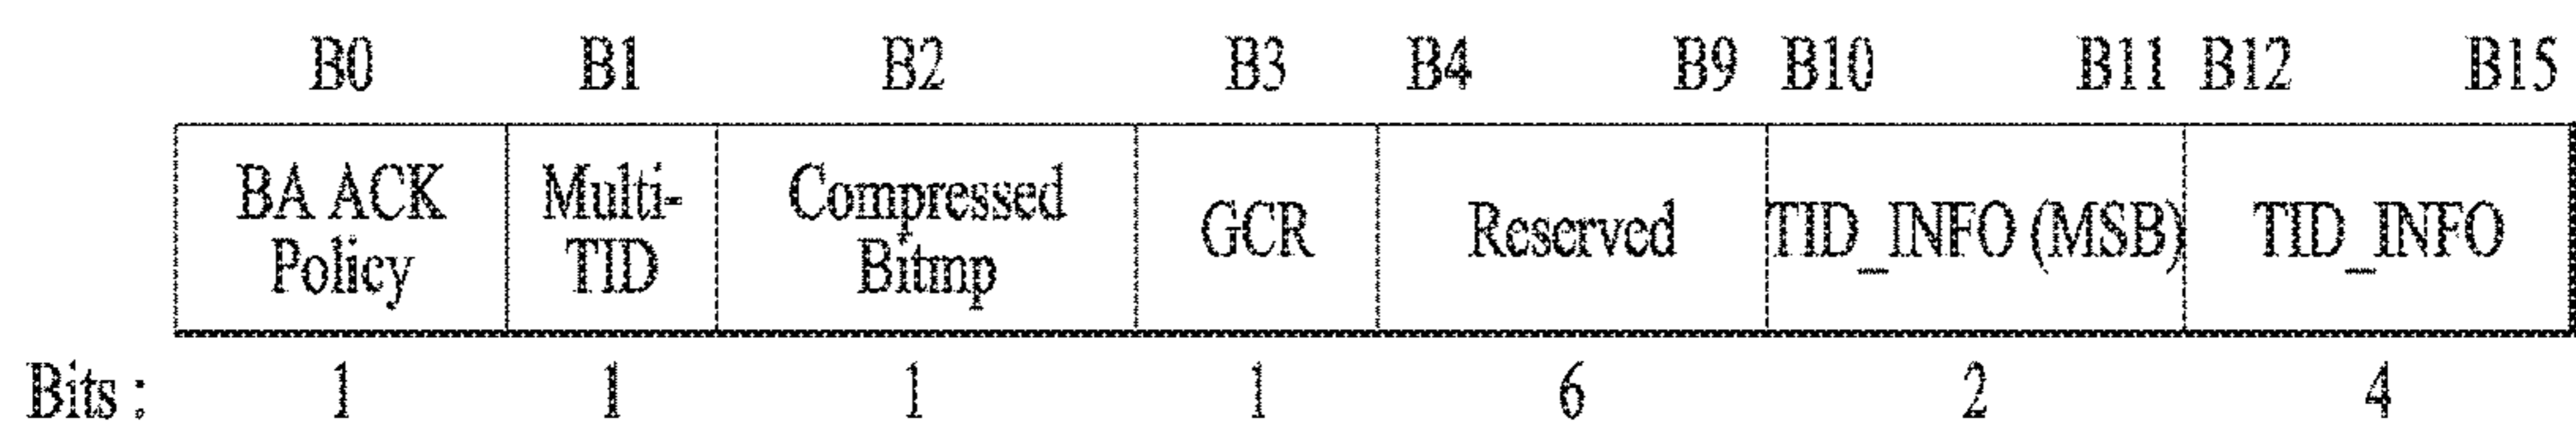 B0 B1 B2 B3 B4 B9 B10 B11 B12 B15
BA ACK Policy
Multi-TID
Compressed Bitmp
GCR
Reserved
TID_INFO (MSB)
TID_INFO
Bits : 1 1 1 1 6 2 4